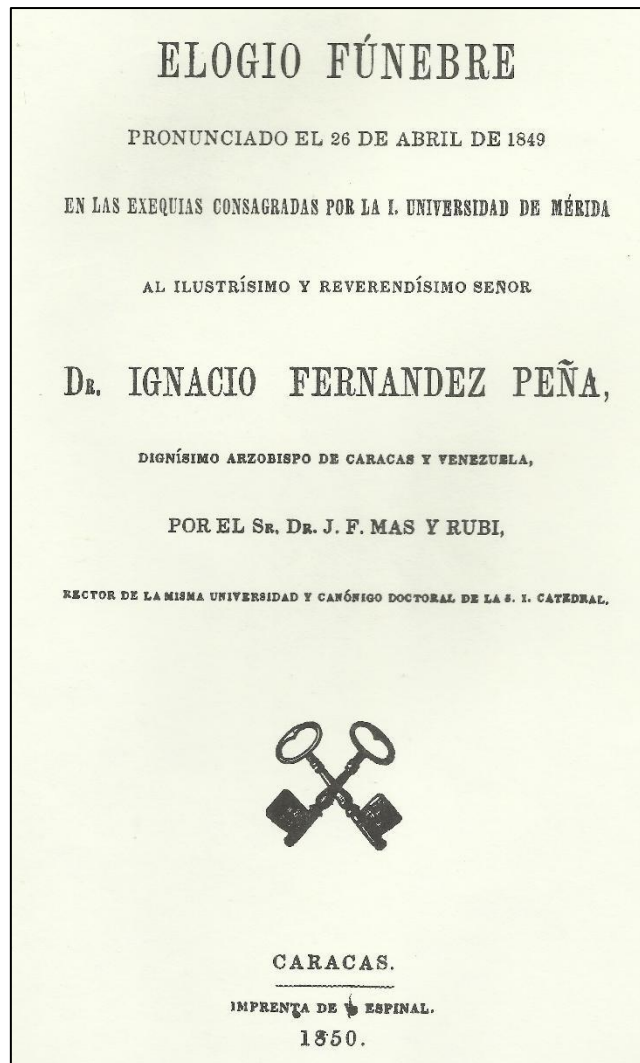 ELOGIO FÚNEBRE
PRONUNCIADO EL 26 DE ABRIL DE 1849
EN LAS EXEQUIAS CONSAGRADAS POR LA I. UNIVERSIDAD DE MÉRIDA
AL ILUSTRÍSIMO Y REVERENDÍSIMO SEÑOR
DR. IGNACIO FERNANDEZ PEÑA,
DIGNÍSIMO ARZOBISPO DE CARACAS Y VENEZUELA,
POR EL SR. DR. J. F. MAS Y RUBI,
RECTOR DE LA MISMA UNIVERSIDAD Y CANÓNIGO DOCTORAL DE LA S. I. CATEDRAL.
CARACAS.
IMPRENTA DE ESPINAL.
1850.